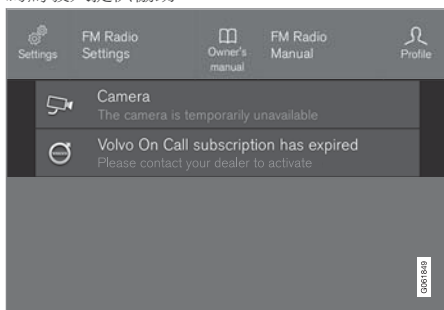 Settings
FM Radio
Settings
Owner's
manual
FM Radio
Manual
Profile
Camera
The camera is temporarily unavailable
Volvo On Call subscription has expired
Please contact your dealer to activate
G061849